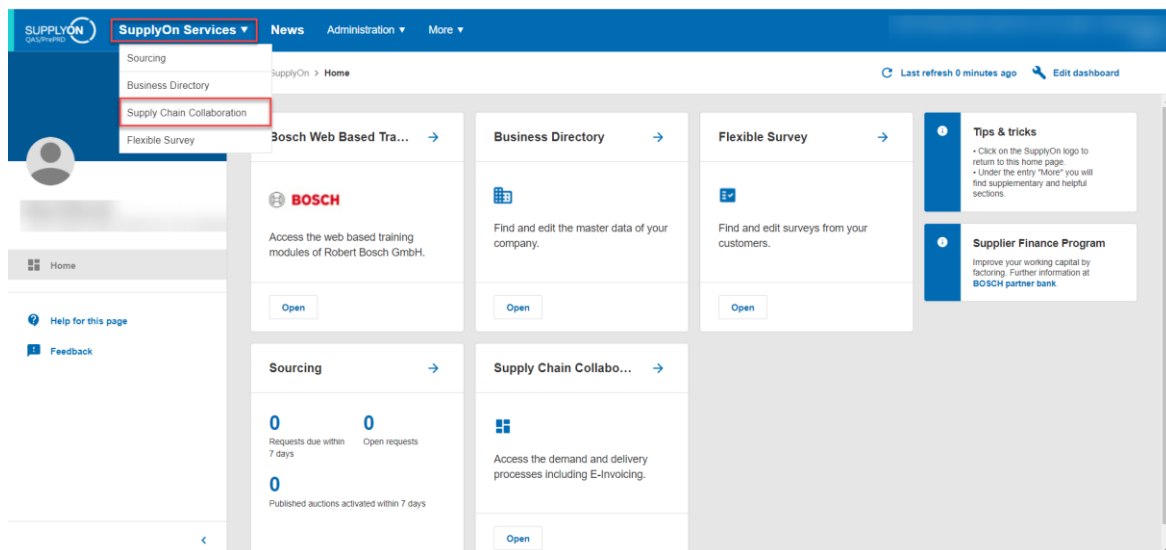 SUPPLYON
QAS/PrePRD
SupplyOn Services ▼
News
Administration ▼
More ▼
Sourcing
Business Directory
Supply Chain Collaboration
Flexible Survey
SupplyOn > Home
Last refresh 0 minutes ago
Edit dashboard
Home
Help for this page
Feedback
Bosch Web Based Tra...
BOSCH
Access the web based training
modules of Robert Bosch GmbH.
Open
Business Directory
Find and edit the master data of your
company.
Open
Flexible Survey
Find and edit surveys from your
customers.
Open
Tips & tricks
• Click on the SupplyOn logo to
return to this home page.
• Under the entry "More" you will
find supplementary and helpful
sections.
Supplier Finance Program
Improve your working capital by
factoring. Further information at
BOSCH partner bank.
Sourcing
0
Requests due within
7 days
0
Open requests
0
Published auctions activated within 7 days
Supply Chain Collabo...
Access the demand and delivery
processes including E-Invoicing.
Open